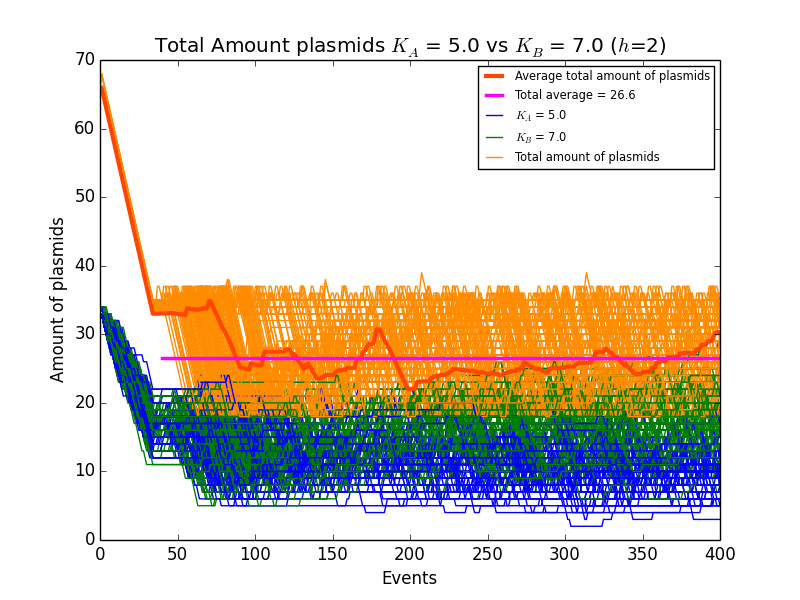 Total Amount plasmids K_A = 5.0 vs K_B = 7.0 (h=2)
70
60
50
40
30
20
10
0
Amount of plasmids
Average total amount of plasmids
Total average = 26.6
K_A = 5.0
K_B = 7.0
Total amount of plasmids
0 50 100 150 200 250 300 350 400
Events